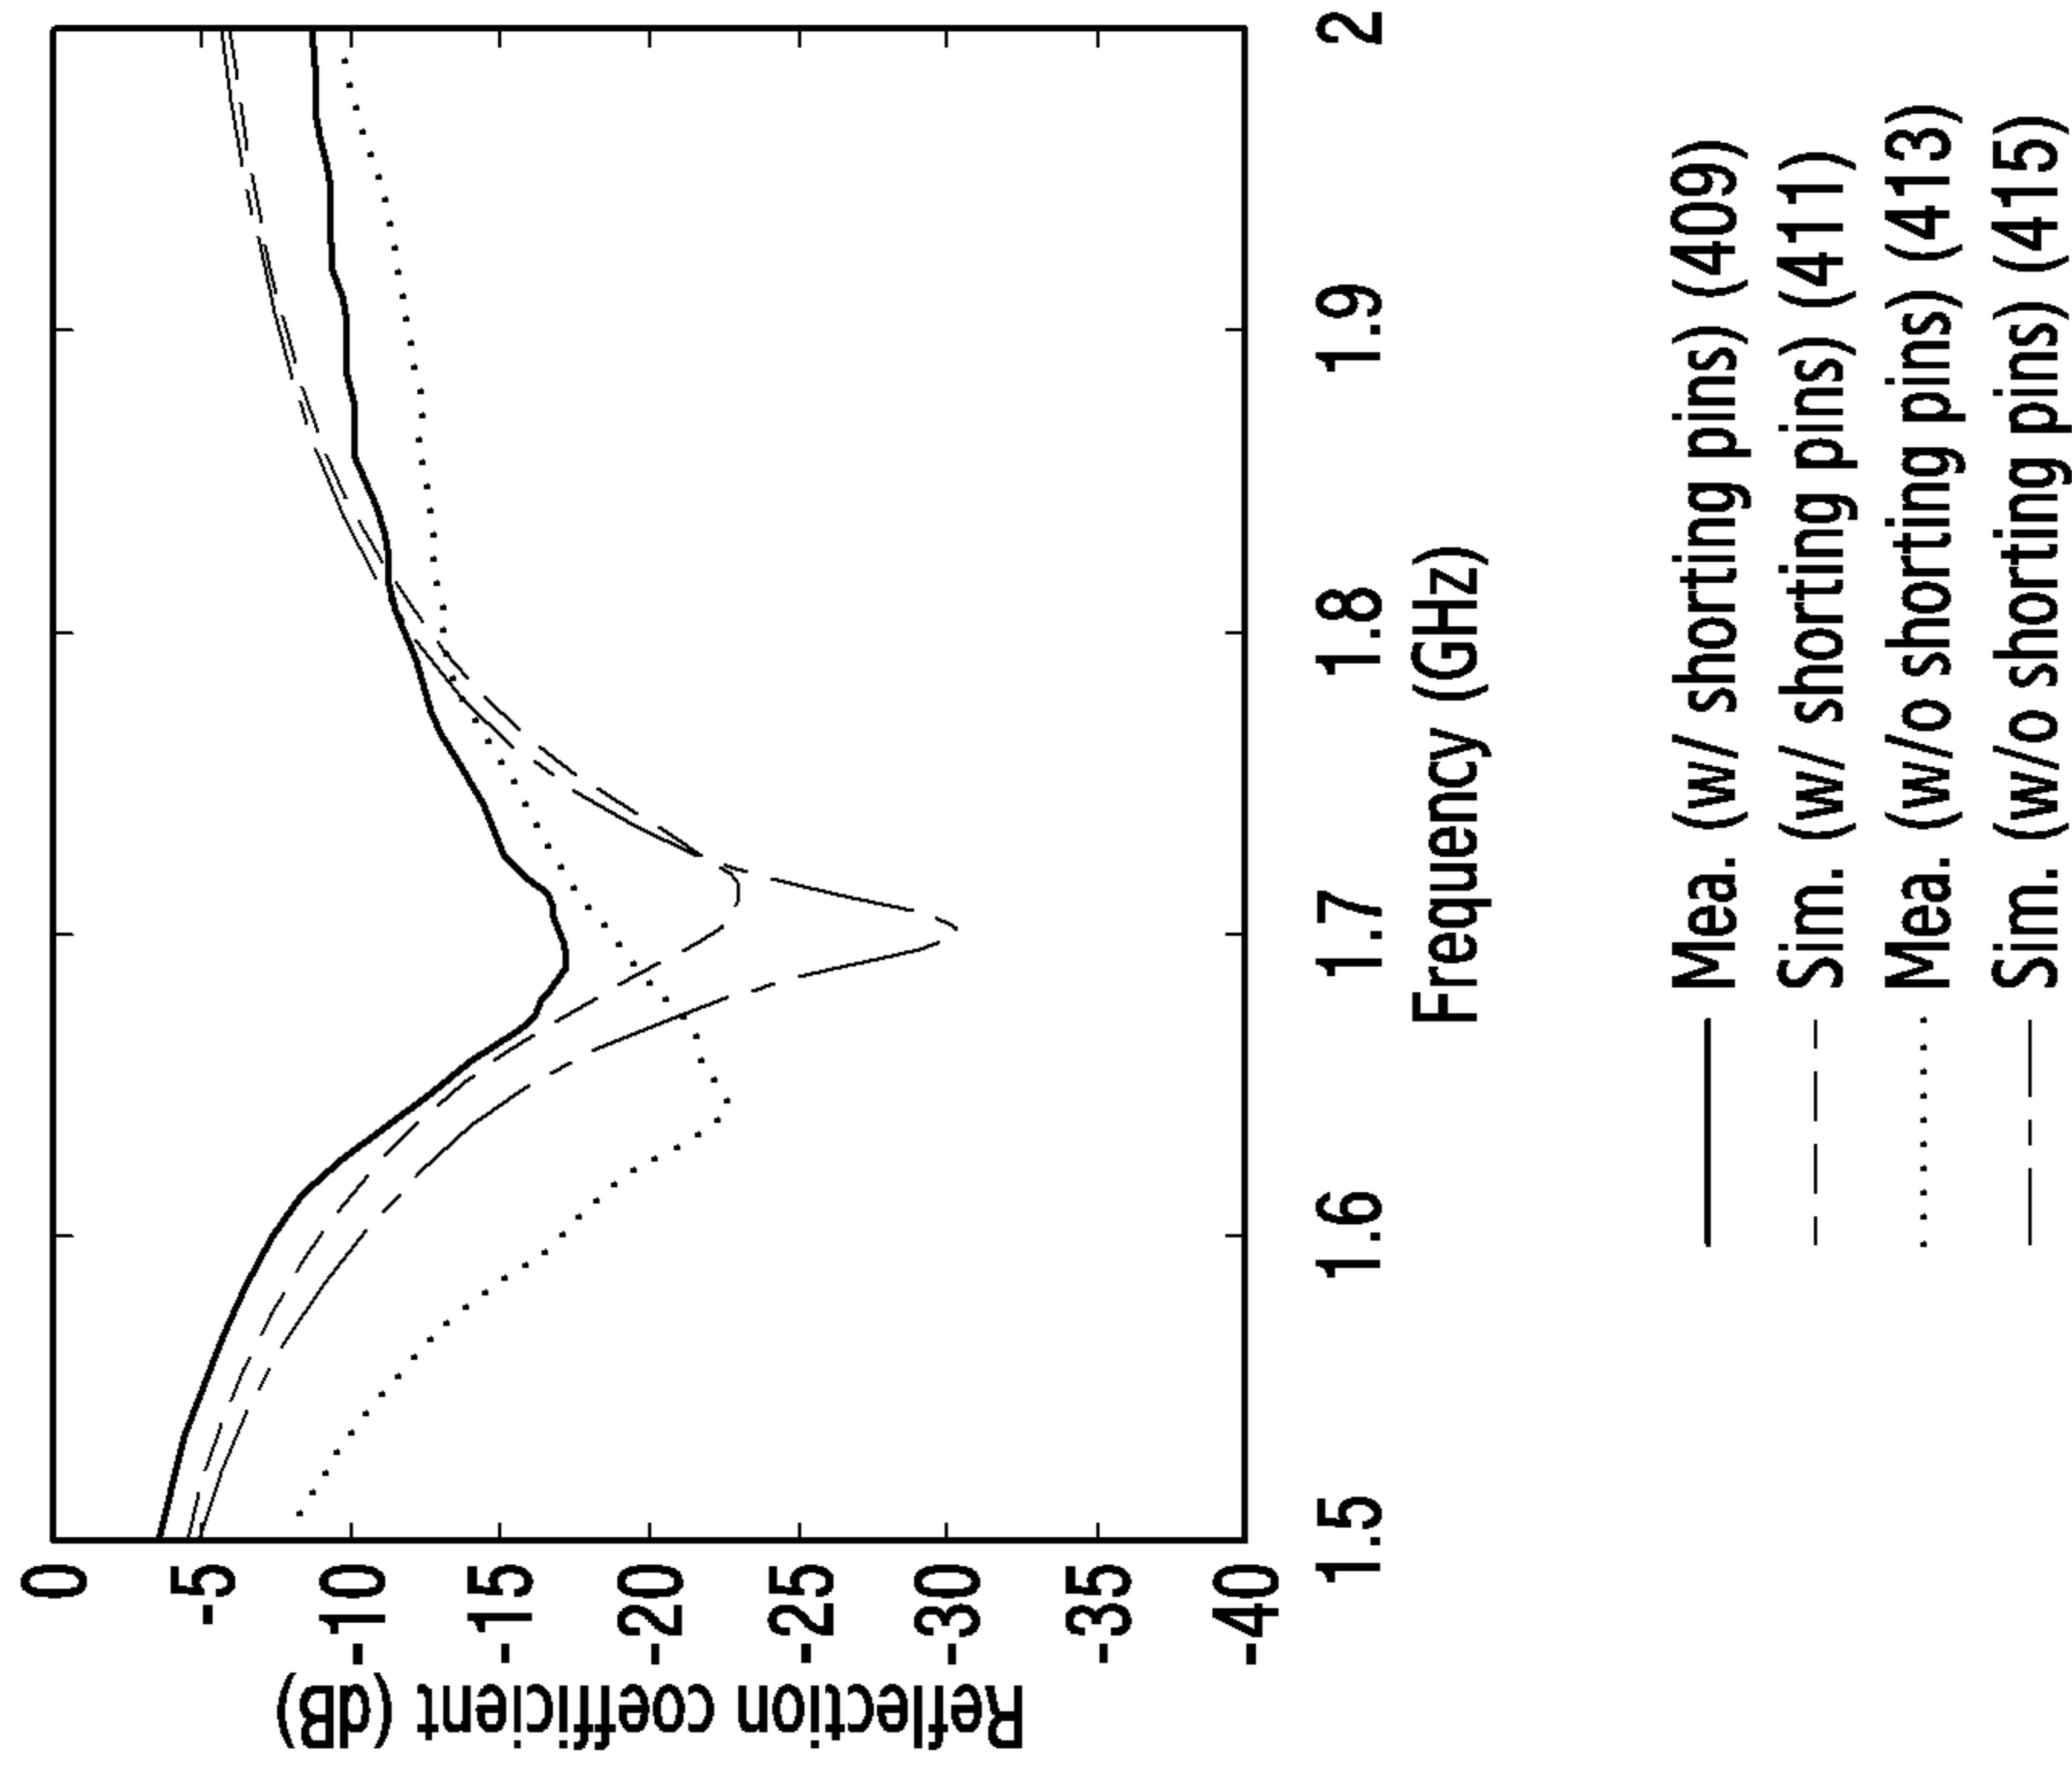 Reflection coefficient (dB)
0
-5
-10
-15
-20
-25
-30
-35
-40
1.5
1.6
1.7
1.8
1.9
2
Frequency (GHz)
Mea. (w/ shorting pins) (409)
Sim. (w/ shorting pins) (411)
Mea. (w/o shorting pins) (413)
Sim. (w/o shorting pins) (415)